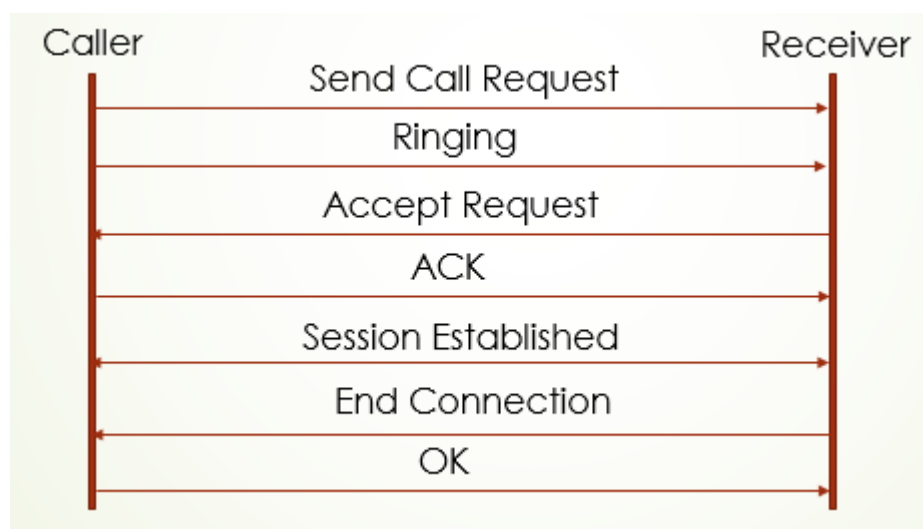 Caller
Receiver
Send Call Request
Ringing
Accept Request
ACK
Session Established
End Connection
OK